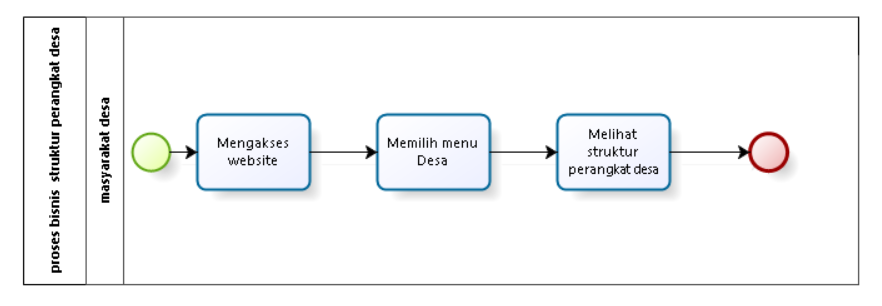 proses bisnis struktur perangkat desa
masyarakat desa
Mengakses
website
Memilih menu
Desa
Melihat
struktur
perangkat desa